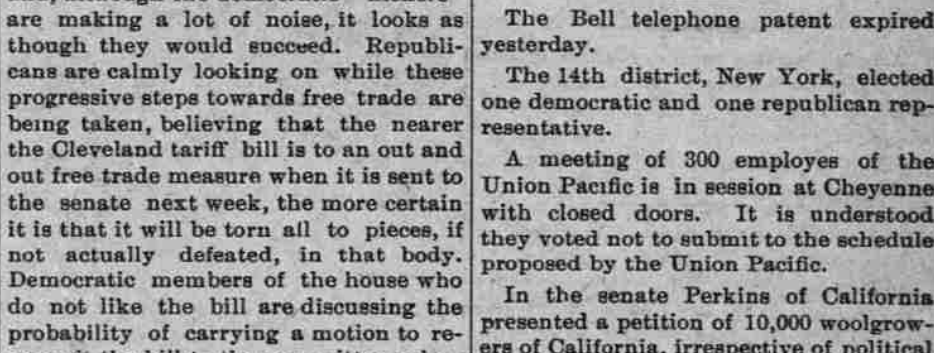 are making a lot of noise, it looks as
though they would succeed. Republi-
cans are calmly looking on while these
progressive steps towards free trade are
being taken, believing that the nearer
the Cleveland tariff bill is to an out and
out free trade measure when it is sent to
the senate next week, the more certain
it is that it will be torn all to pieces, if
not actually defeated, in that body.
Democratic members of the house who
do not like the bill are discussing the
probability of carrying a motion to re-
The Bell telephone patent expired
yesterday.
The 14th district, New York, elected
one democratic and one republican rep-
resentative.
A meeting of 300 employes of the
Union Pacific is in session at Cheyenne
with closed doors. It is understood
they voted not to submit to the schedule
proposed by the Union Pacific.
In the senate Perkins of California
presented a petition of 10,000 woolgrow-
ers of California, irrespective of political